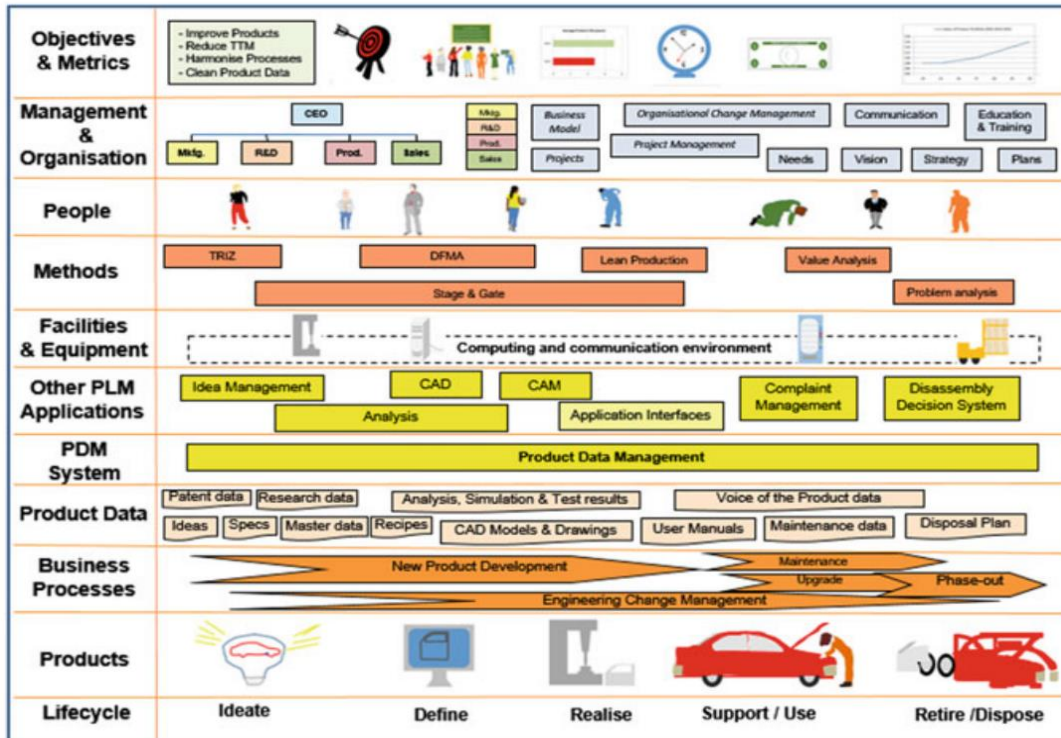 Objectives
& Metrics
- Improve Products
- Reduce TTM
- Harmonise Processes
- Clean Product Data
Management
&
Organisation
CEO
Mktg.
R&D
Prod.
Sales
Mktg.
R&D
Prod.
Sales
Business
Model
Projects
Organisational Change Management
Project Management
Communication
Education
& Training
Needs
Vision
Strategy
Plans
People
Methods
TRIZ
DFMA
Lean Production
Value Analysis
Stage & Gate
Problem analysis
Facilities
& Equipment
Computing and communication environment
Other PLM
Applications
Idea Management
CAD
CAM
Complaint
Management
Disassembly
Decision System
Analysis
Application Interfaces
PDM
System
Product Data Management
Product Data
Patent data
Research data
Analysis, Simulation & Test results
Voice of the Product data
Ideas
Specs
Master data
Recipes
CAD Models & Drawings
User Manuals
Maintenance data
Disposal Plan
Business
Processes
New Product Development
Maintenance
Upgrade
Phase-out
Engineering Change Management
Products
Lifecycle
Ideate
Define
Realise
Support / Use
Retire /Dispose